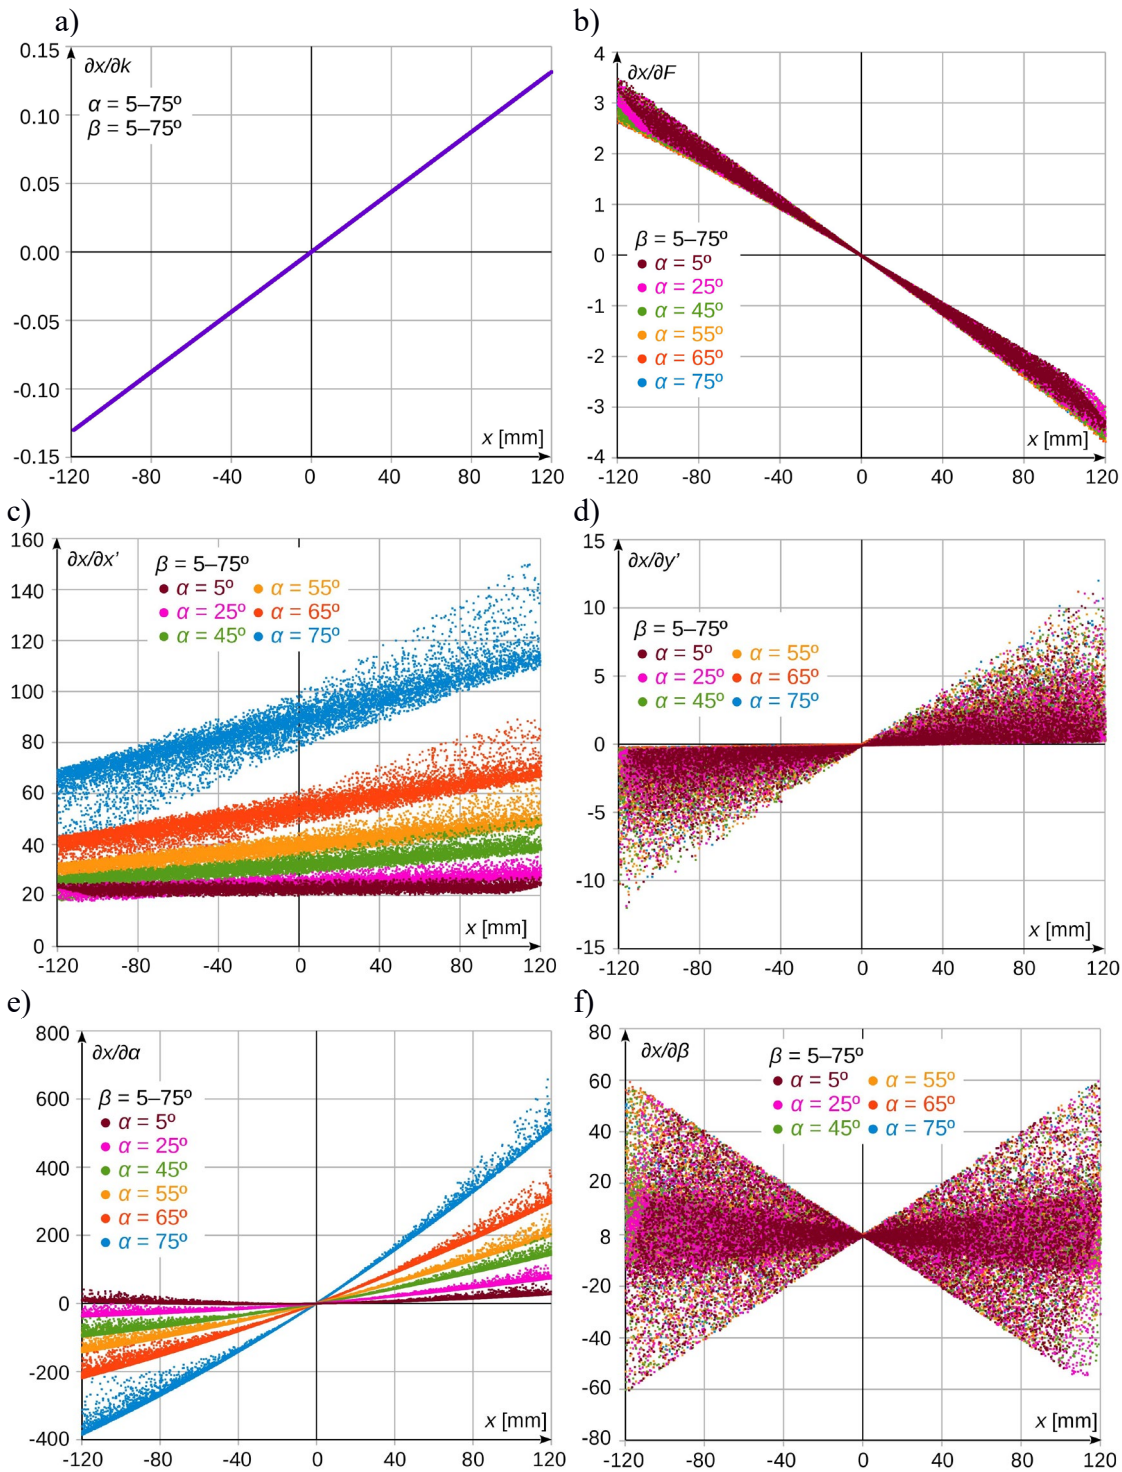 a)
0.15
∂x/∂k
α = 5–75º
β = 5–75º
0.10
0.05
0.00
-0.05
-0.10
-0.15
x [mm]
-120 -80 -40 0 40 80 120
b)
4
∂x/∂F
3
2
1
0
-1
-2
-3
-4
β = 5–75º
α = 5º
α = 25º
α = 45º
α = 55º
α = 65º
α = 75º
x [mm]
-120 -80 -40 0 40 80 120
c)
160
∂x/∂x’
140
120
100
80
60
40
20
0
β = 5–75º
α = 5º α = 55º
α = 25º α = 65º
α = 45º α = 75º
x [mm]
-120 -80 -40 0 40 80 120
d)
15
∂x/∂y’
10
5
0
-5
-10
-15
β = 5–75º
α = 5º α = 55º
α = 25º α = 65º
α = 45º α = 75º
x [mm]
-120 -80 -40 0 40 80 120
e)
800
∂x/∂α
600
400
200
0
-200
-400
β = 5–75º
α = 5º
α = 25º
α = 45º
α = 55º
α = 65º
α = 75º
x [mm]
-120 -80 -40 0 40 80 120
f)
80
∂x/∂β
60
40
20
8
-20
-40
-60
-80
β = 5–75º
α = 5º α = 55º
α = 25º α = 65º
α = 45º α = 75º
x [mm]
-120 -80 -40 0 40 80 120